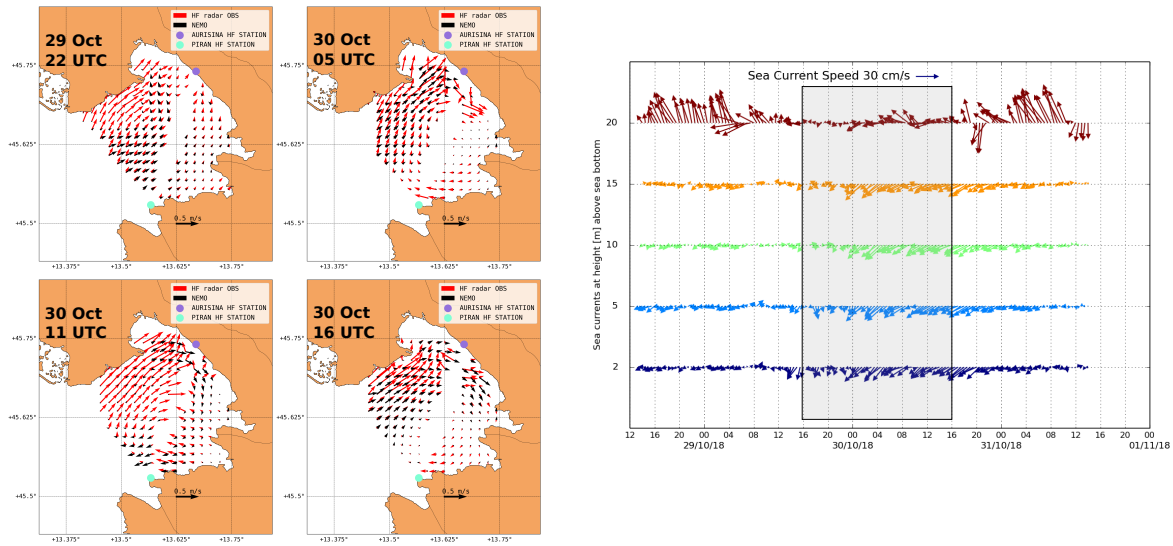 29 Oct
22 UTC
HF radar OBS
NEMO
AURISINA HF STATION
PIRAN HF STATION
+45.75°
+45.625°
+45.5°
0.5 m/s
+13.375° +13.5° +13.625° +13.75°
30 Oct
05 UTC
HF radar OBS
NEMO
AURISINA HF STATION
PIRAN HF STATION
+45.75°
+45.625°
+45.5°
0.5 m/s
+13.375° +13.5° +13.625° +13.75°
30 Oct
11 UTC
HF radar OBS
NEMO
AURISINA HF STATION
PIRAN HF STATION
+45.75°
+45.625°
+45.5°
0.5 m/s
+13.375° +13.5° +13.625° +13.75°
30 Oct
16 UTC
HF radar OBS
NEMO
AURISINA HF STATION
PIRAN HF STATION
+45.75°
+45.625°
+45.5°
0.5 m/s
+13.375° +13.5° +13.625° +13.75°
Sea Current Speed 30 cm/s
Sea currents at height [m] above sea bottom
20
15
10
5
2
12 16 20 00 04 08 12 16 20 00 04 08 12 16 20 00 04 08 12 16 20 00
29/10/18 30/10/18 31/10/18 01/11/18